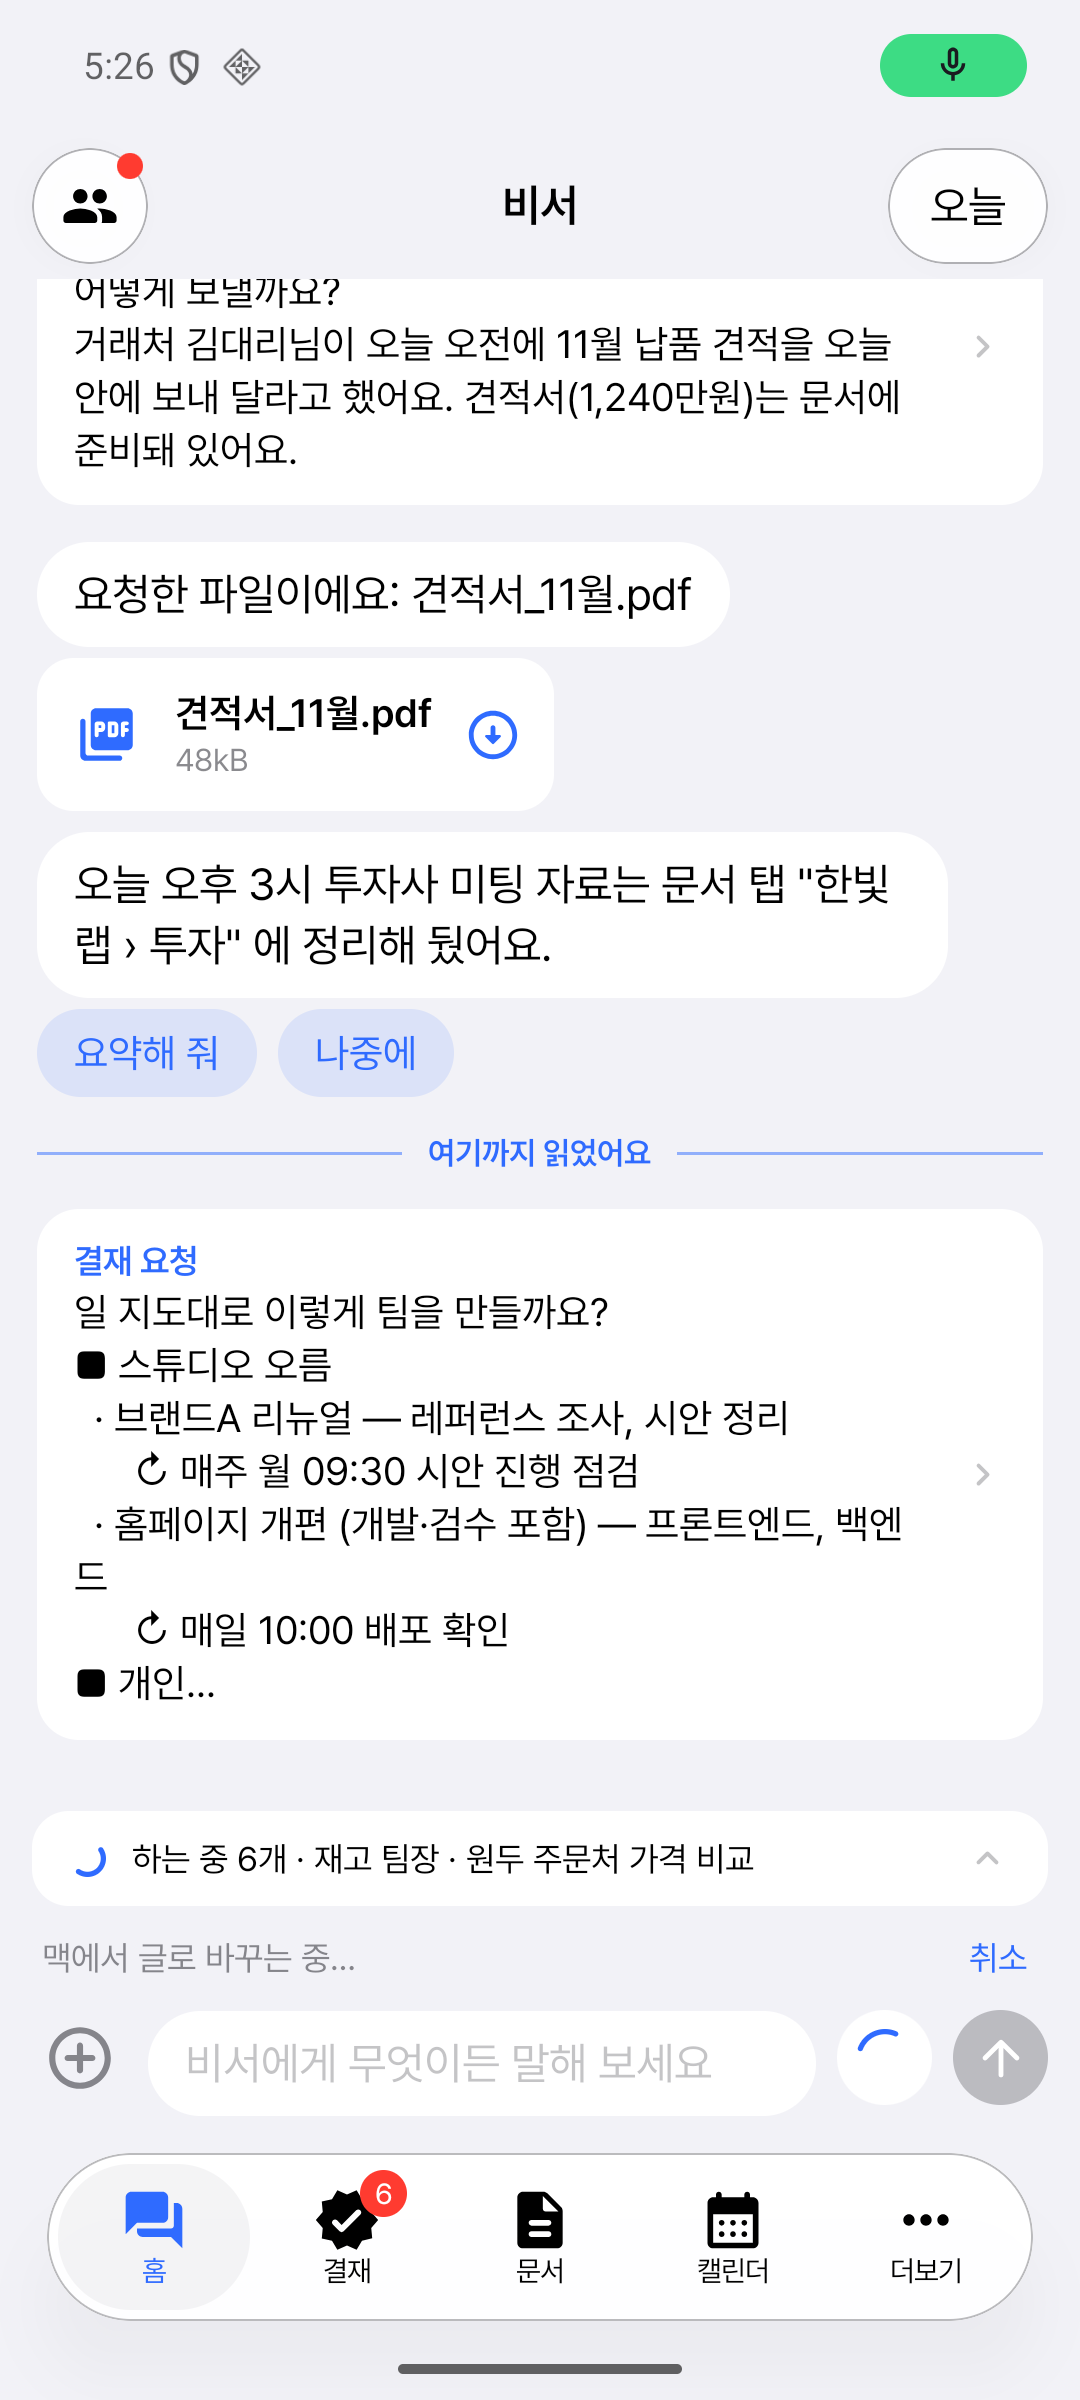 5:26
비서
오늘
어떻게 보낼까요?
거래처 김대리님이 오늘 오전에 11월 납품 견적을 오늘
안에 보내 달라고 했어요. 견적서(1,240만원)는 문서에
준비돼 있어요.
요청한 파일이에요: 견적서_11월.pdf
PDF
견적서_11월.pdf
48kB
오늘 오후 3시 투자사 미팅 자료는 문서 탭 "한빛
랩 › 투자" 에 정리해 뒀어요.
요약해 줘
나중에
여기까지 읽었어요
결재 요청
일 지도대로 이렇게 팀을 만들까요?
■ 스튜디오 오름
· 브랜드A 리뉴얼 — 레퍼런스 조사, 시안 정리
↻ 매주 월 09:30 시안 진행 점검
· 홈페이지 개편 (개발·검수 포함) — 프론트엔드, 백엔
드
↻ 매일 10:00 배포 확인
■ 개인...
하는 중 6개 · 재고 팀장 · 원두 주문처 가격 비교
맥에서 글로 바꾸는 중...
취소
비서에게 무엇이든 말해 보세요
6
홈
결재
문서
캘린더
더보기